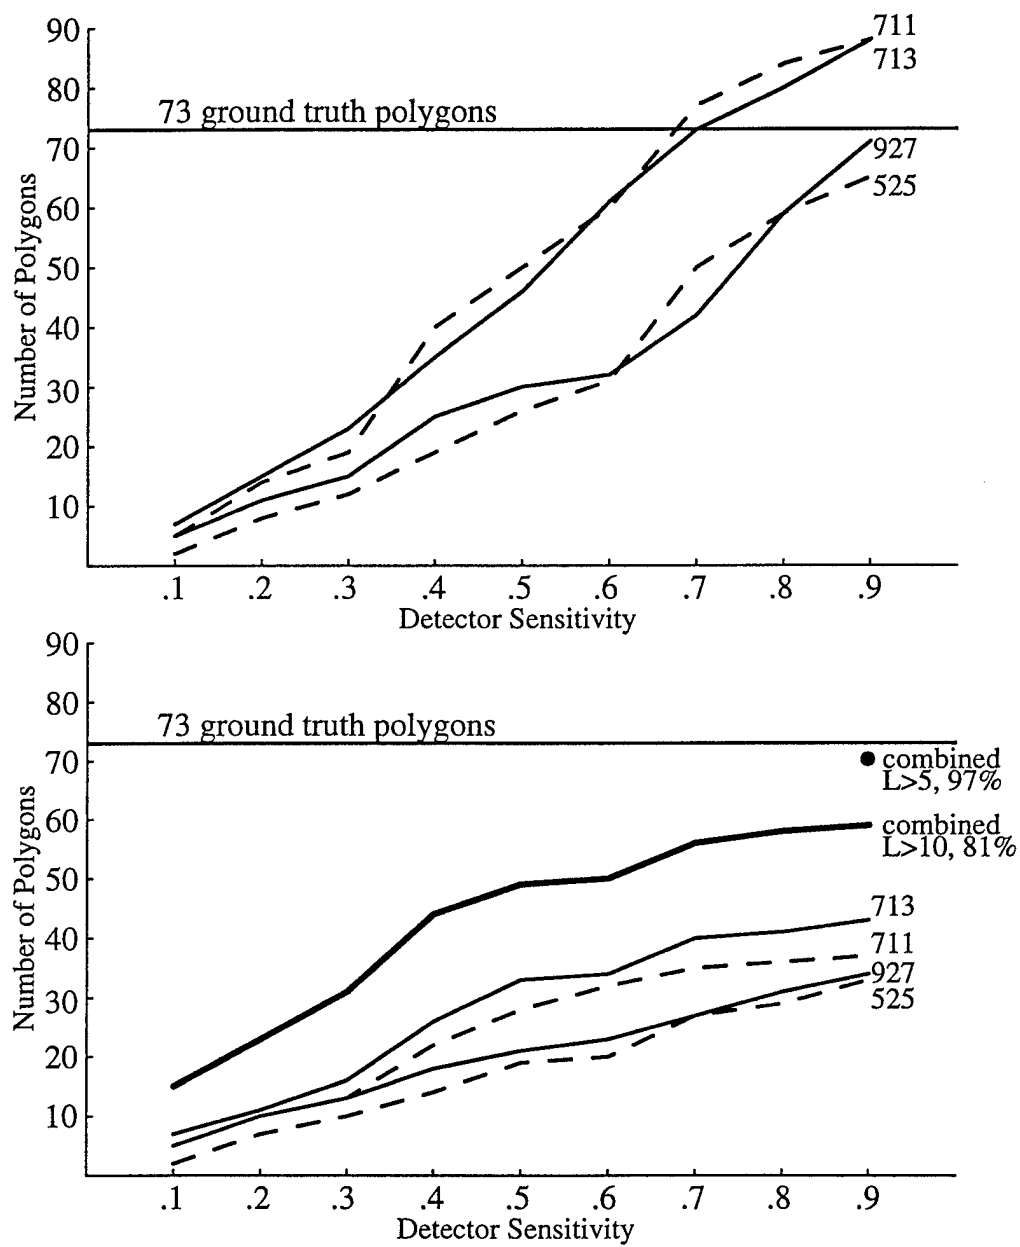 90
80
70
60
50
40
30
20
10
Number of Polygons
73 ground truth polygons
711
713
927
525
.1 .2 .3 .4 .5 .6 .7 .8 .9
Detector Sensitivity
90
80
70
60
50
40
30
20
10
Number of Polygons
73 ground truth polygons
combined
L>5, 97%
combined
L>10, 81%
713
711
927
525
.1 .2 .3 .4 .5 .6 .7 .8 .9
Detector Sensitivity